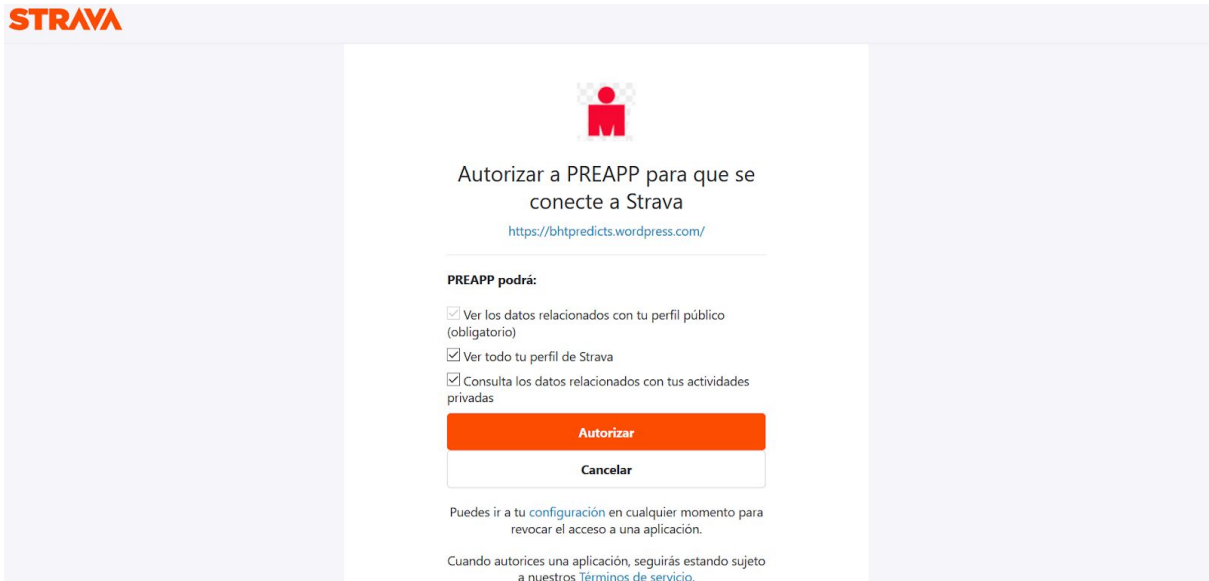 STRAVA
Autorizar a PREAPP para que se
conecte a Strava
https://bhtpredicts.wordpress.com/
PREAPP podrá:
Ver los datos relacionados con tu perfil público
(obligatorio)
Ver todo tu perfil de Strava
Consulta los datos relacionados con tus actividades
privadas
Autorizar
Cancelar
Puedes ir a tu configuración en cualquier momento para
revocar el acceso a una aplicación.
Cuando autorices una aplicación, seguirás estando sujeto
a nuestros Términos de servicio.